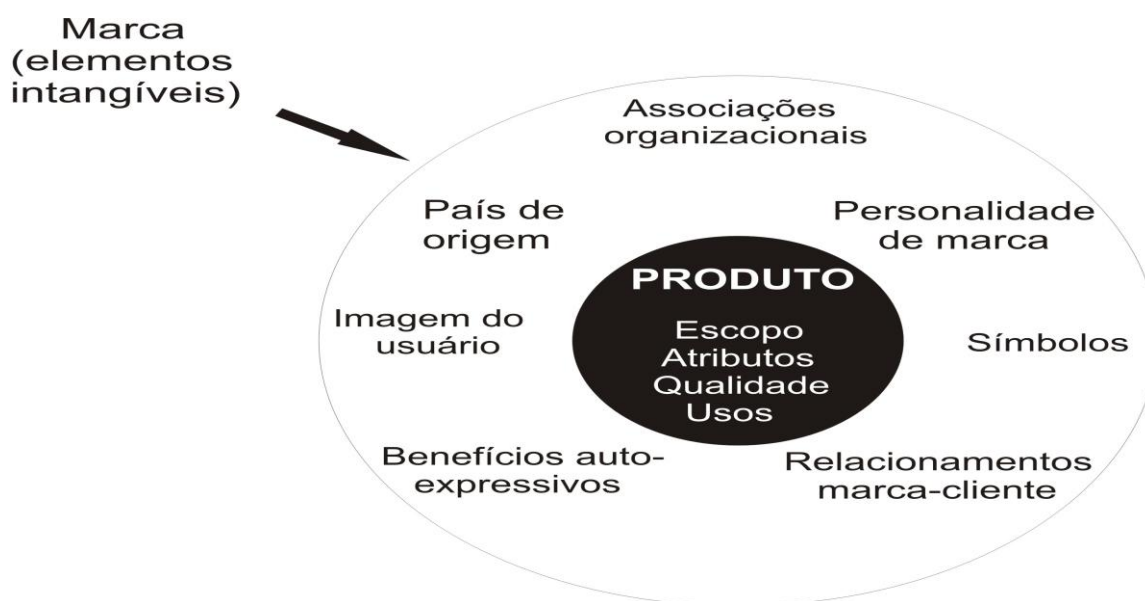 Marca
(elementos
intangíveis)
Associações
organizacionais
País de
origem
Personalidade
de marca
PRODUTO
Escopo
Atributos
Qualidade
Usos
Imagem do
usuário
Símbolos
Benefícios auto-
expressivos
Relacionamentos
marca-cliente